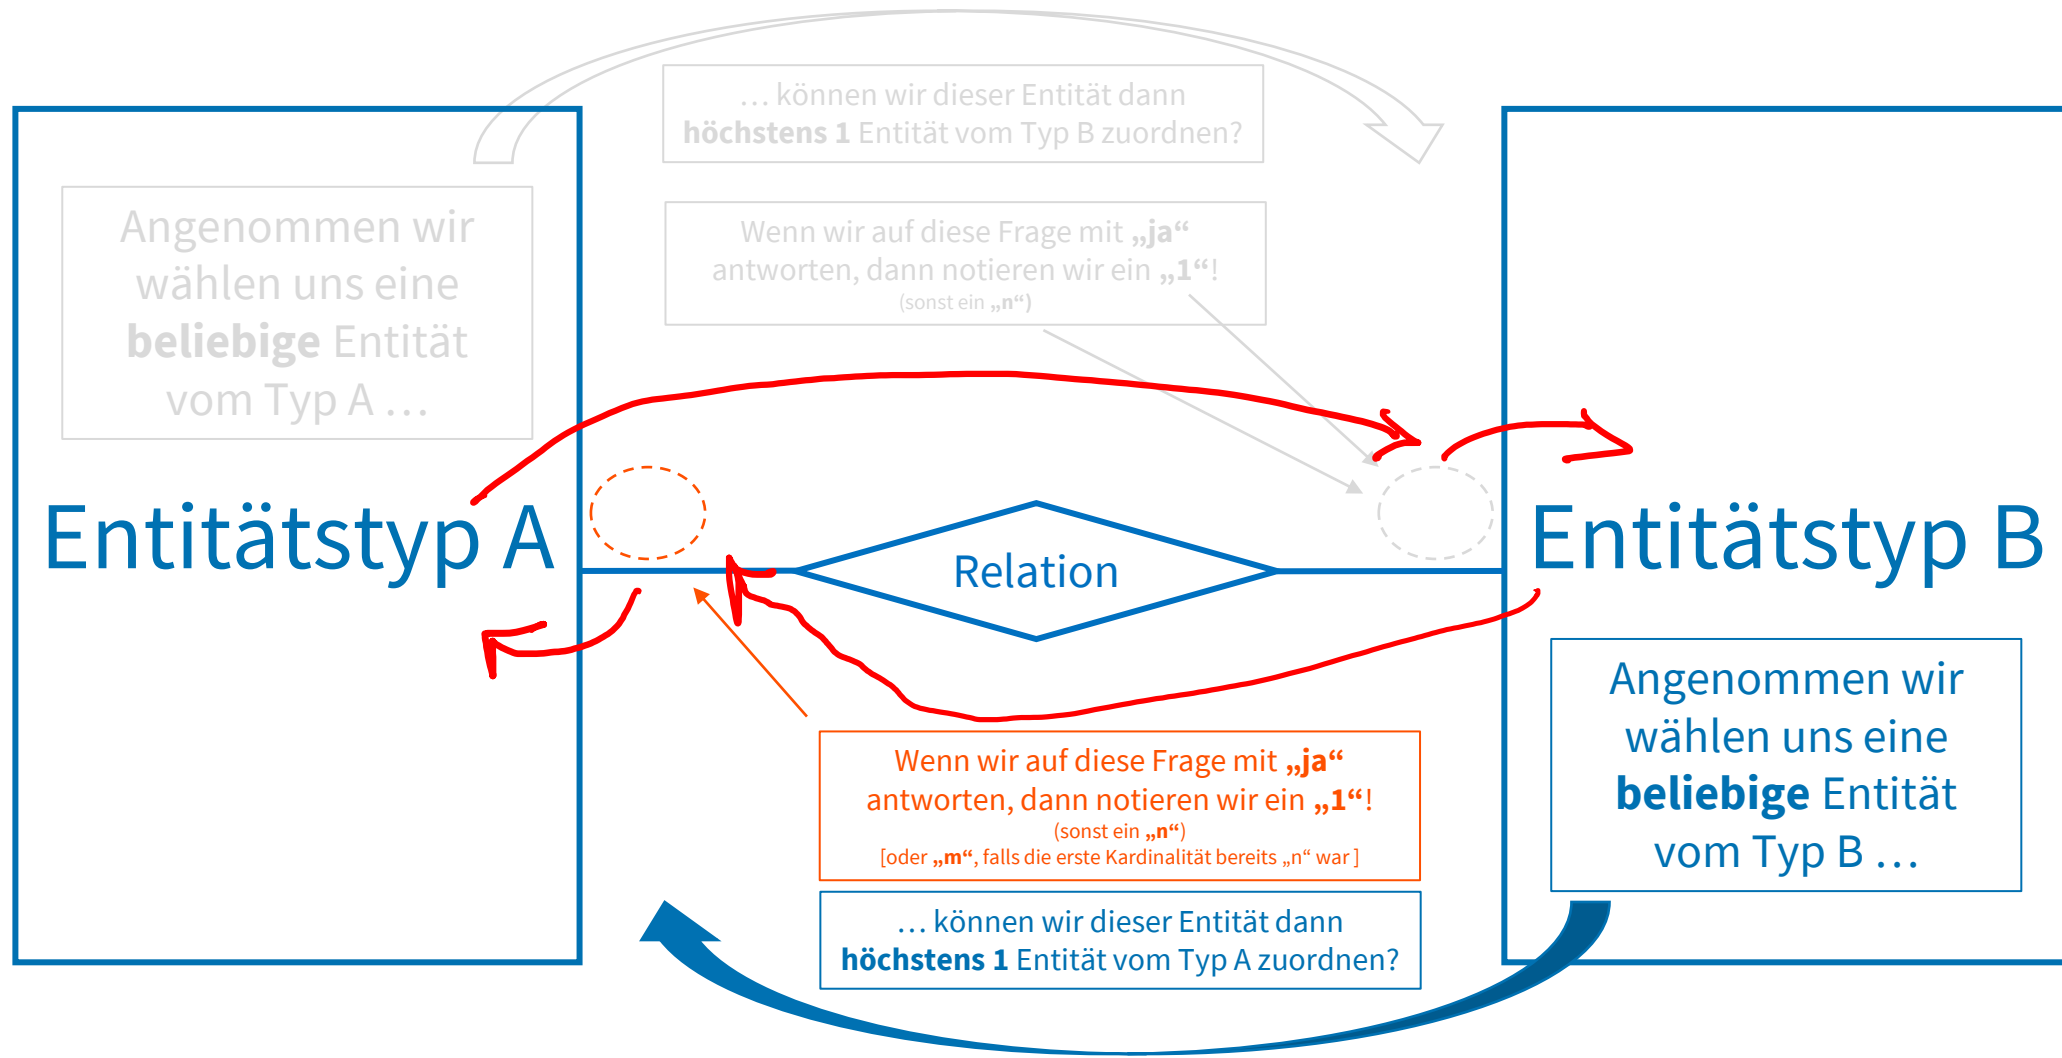 … können wir dieser Entität dann
höchstens 1 Entität vom Typ B zuordnen?
Angenommen wir
wählen uns eine
beliebige Entität
vom Typ A …
Wenn wir auf diese Frage mit „ja“
antworten, dann notieren wir ein „1“!
(sonst ein „n“)
Entitätstyp A
Relation
Entitätstyp B
Angenommen wir
wählen uns eine
beliebige Entität
vom Typ B …
Wenn wir auf diese Frage mit „ja“
antworten, dann notieren wir ein „1“!
(sonst ein „n“)
[oder „m“, falls die erste Kardinalität bereits „n“ war ]
… können wir dieser Entität dann
höchstens 1 Entität vom Typ A zuordnen?